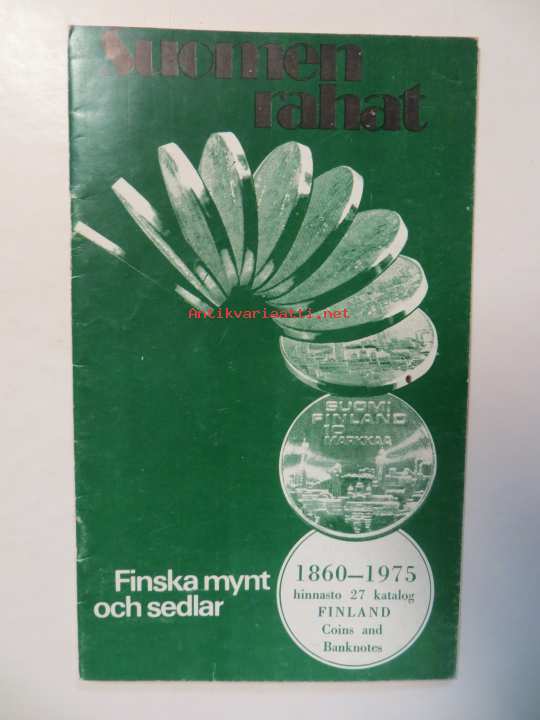 Suomen
rahat
Antikvariaatti.net
SUOMI
FINLAND
10
MARKKAA
Finska mynt
och sedlar
1860—1975
hinnasto 27 katalog
FINLAND
Coins and
Banknotes